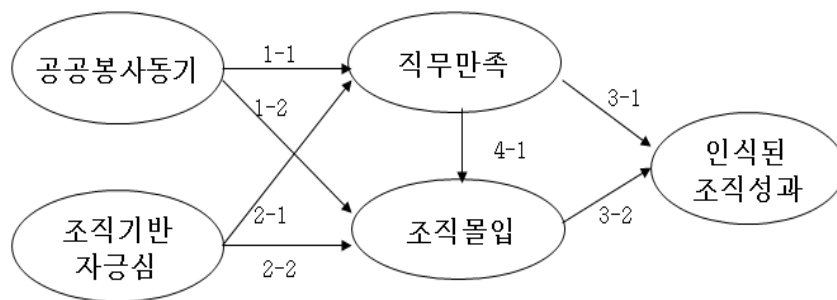 공공봉사동기
1-1
직무만족
1-2
3-1
4-1
인식된
조직성과
조직기반
자긍심
2-1
2-2
조직몰입
3-2